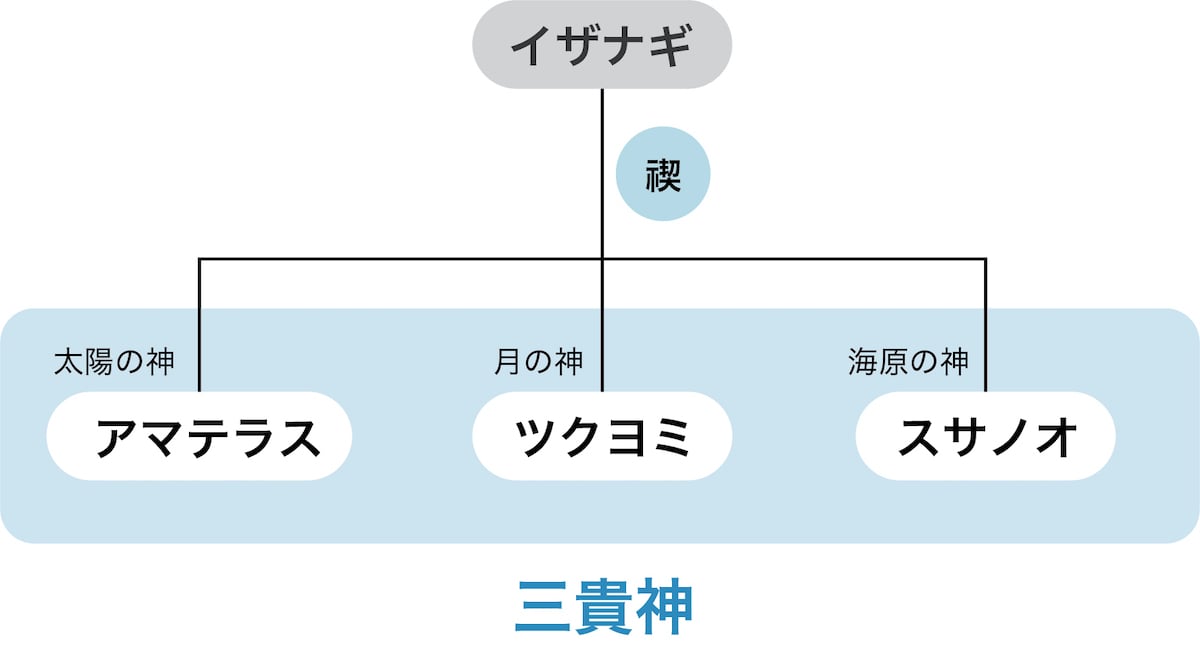 イザナギ
禊
太陽の神
月の神
海原の神
アマテラス
ツクヨミ
スサノオ
三貴神